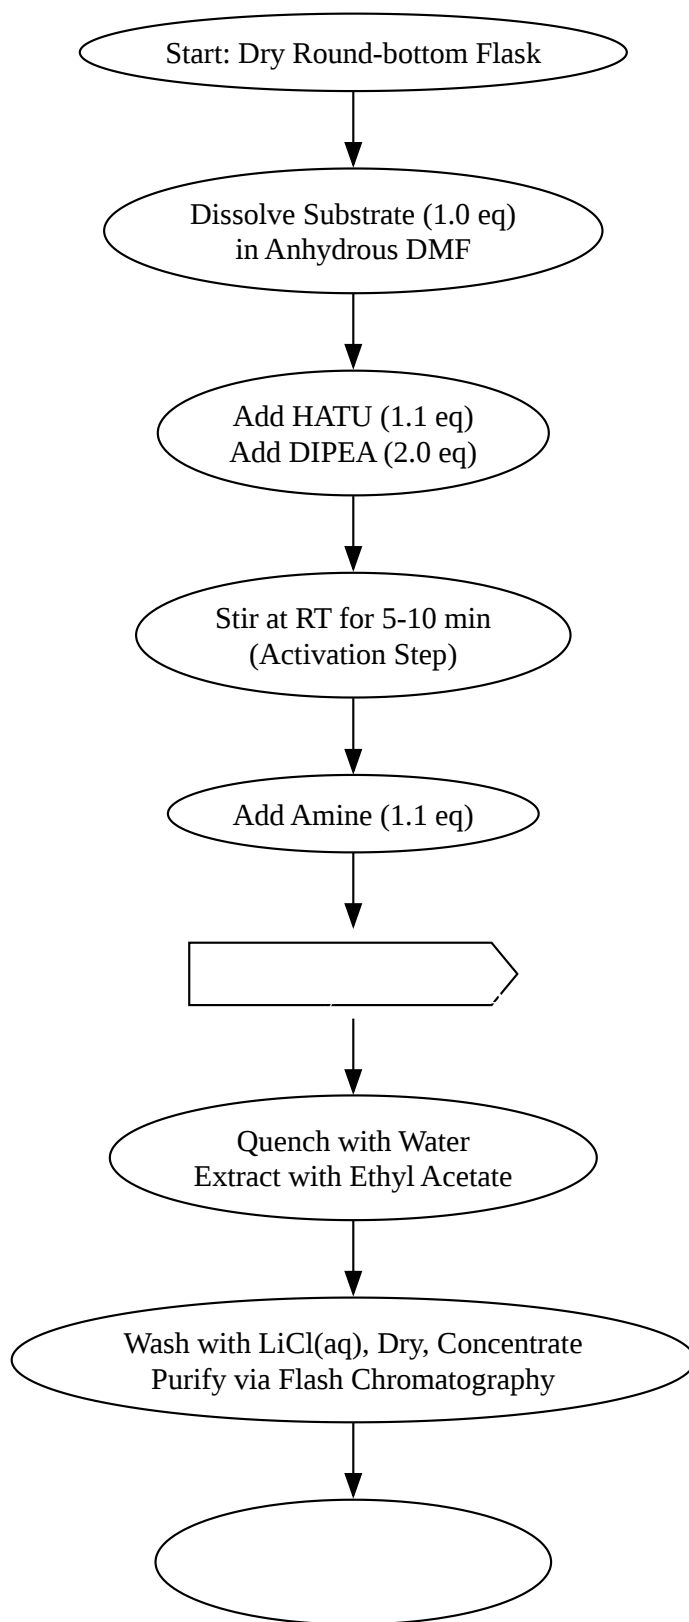 Start: Dry Round-bottom Flask
Dissolve Substrate (1.0 eq)
in Anhydrous DMF
Add HATU (1.1 eq)
Add DIPEA (2.0 eq)
Stir at RT for 5-10 min
(Activation Step)
Add Amine (1.1 eq)
Quench with Water
Extract with Ethyl Acetate
Wash with LiCl(aq), Dry, Concentrate
Purify via Flash Chromatography